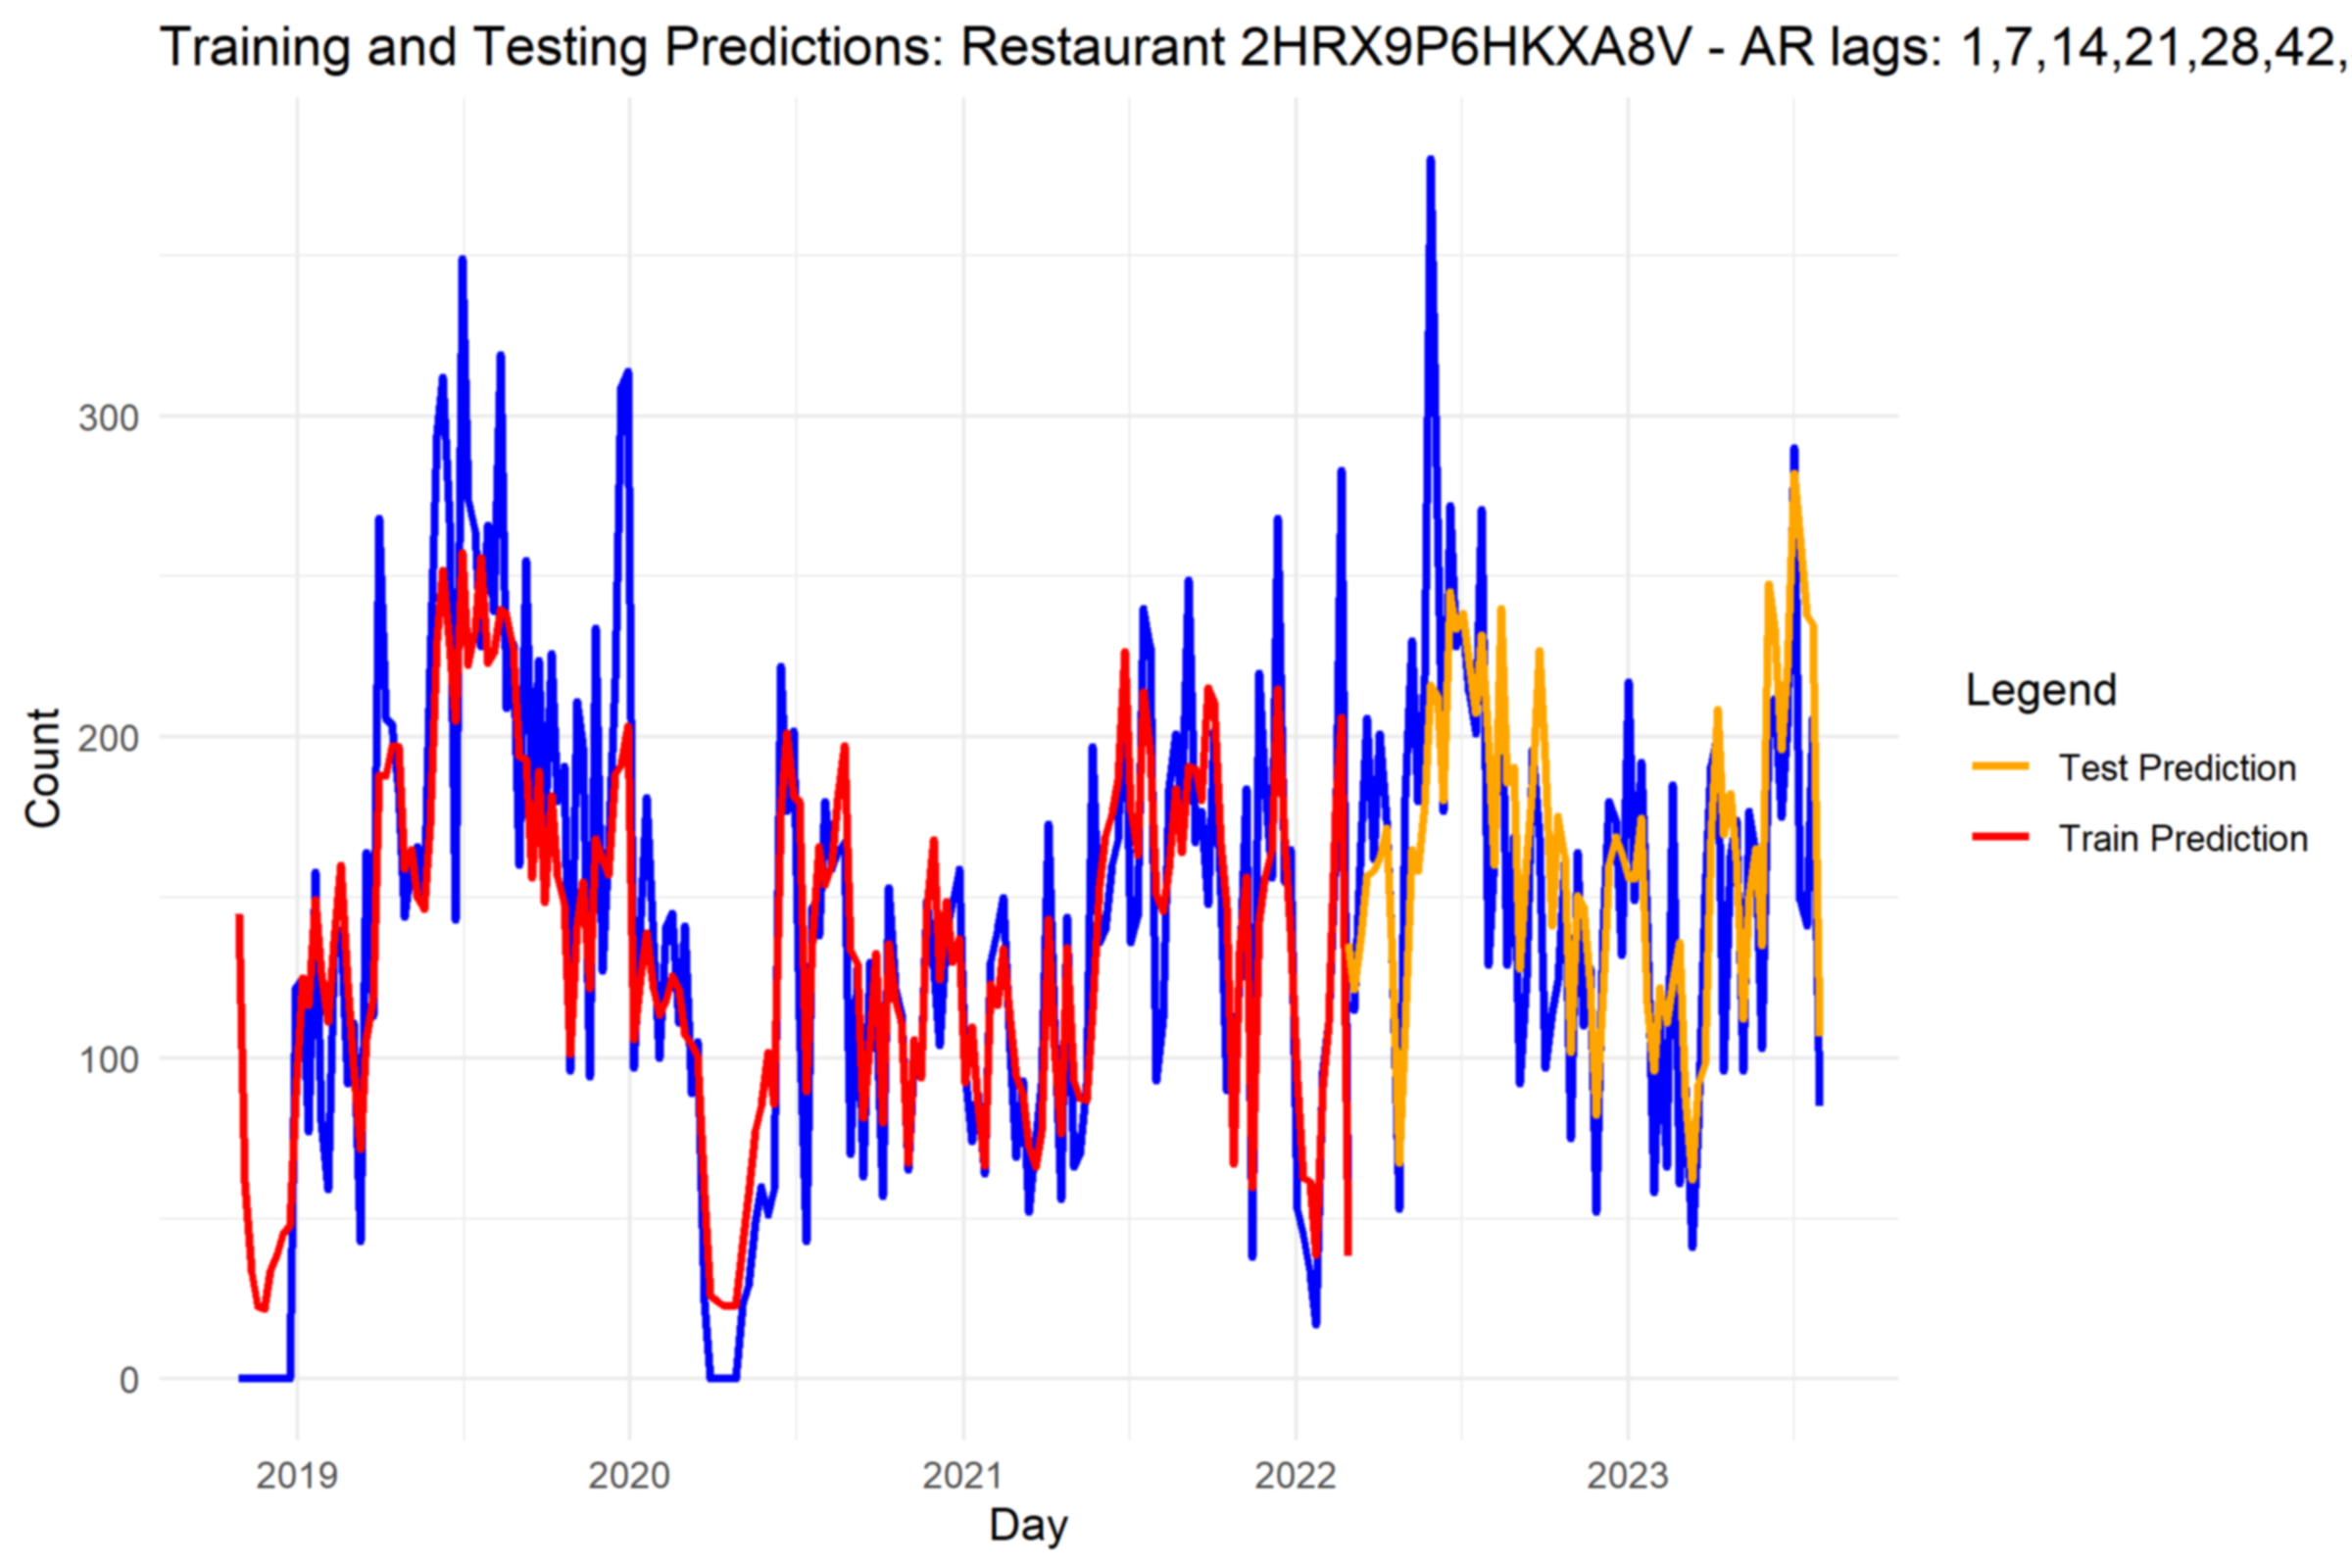 Training and Testing Predictions: Restaurant 2HRX9P6HKXA8V - AR lags: 1,7,14,21,28,42,
300
200
100
0
Count
2019 2020 2021 2022 2023
Day
Legend
Test Prediction
Train Prediction